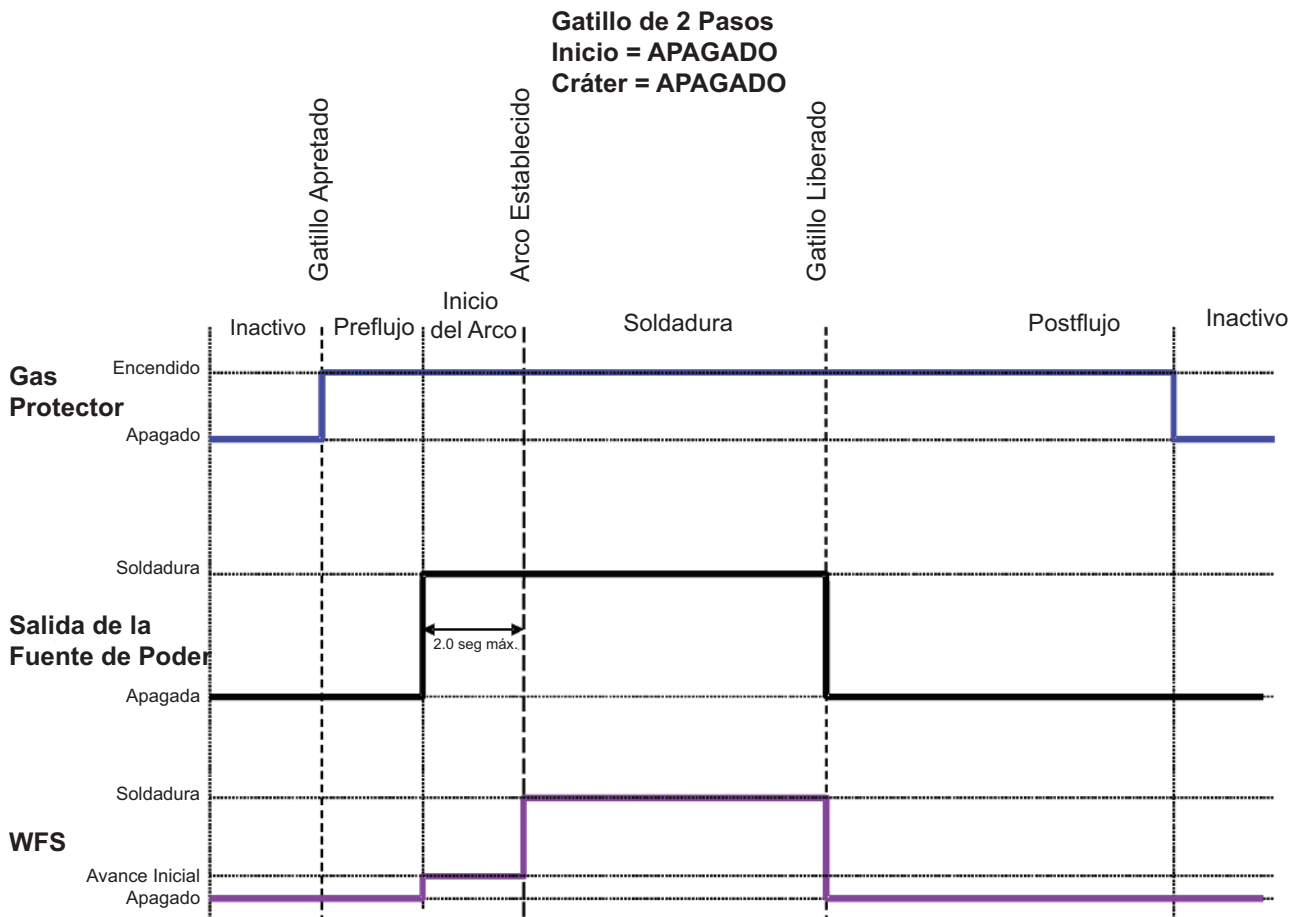 Gatillo de 2 Pasos
Inicio = APAGADO
Cráter = APAGADO
Gatillo Apretado
Arco Establecido
Gatillo Liberado
Inactivo
Preflujo
Inicio
del Arco
Soldadura
Postflujo
Inactivo
Gas
Protector
Encendido
Apagado
Salida de la
Fuente de Poder
Soldadura
2.0 seg máx.
Apagada
WFS
Soldadura
Avance Inicial
Apagado